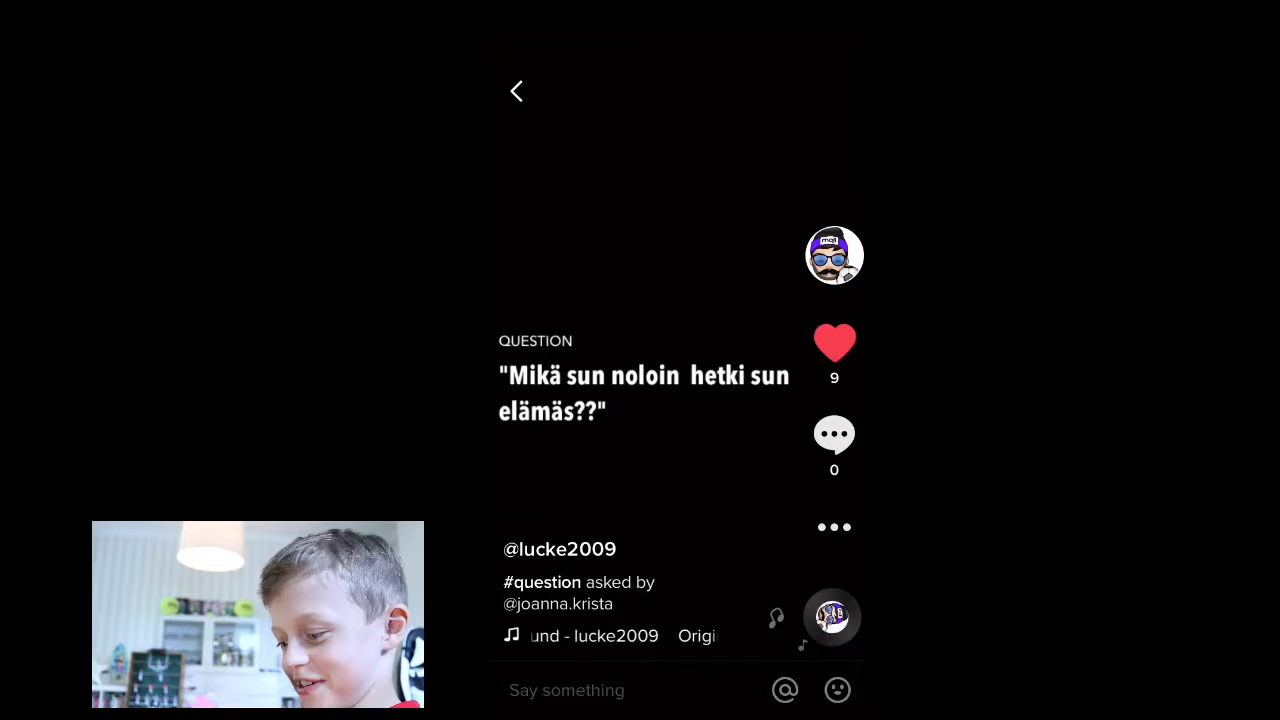 QUESTION
"Mikä sun noloin  hetki sun
elämäs??"
9
0
@lucke2009
#question asked by
@joanna.krista
und - lucke2009 Origi
Say something